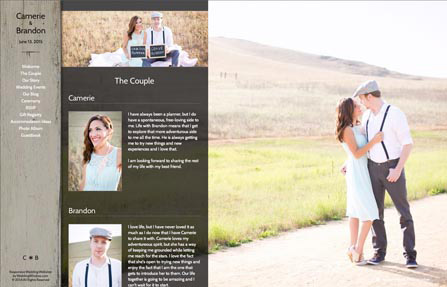 Camerie
&
Brandon
June 13, 2015
Welcome
The Couple
Our Story
Wedding Events
Our Blog
Ceremony
RSVP
Gift Registry
Accommodation Ideas
Photo Album
Guestbook
C B
Responsive Wedding Websites
by WeddingWindow.com
The Couple
Camerie
I have always been a planner, but I do
have a spontaneous, free-loving side to
me. Life with Brandon means that I get
to explore that more adventurous side
to me all the time. He is always getting
me to try new things and new
experiences and I love that.
I am looking forward to sharing the rest
of my life with my best friend.
Brandon
I love life, but I have never loved it as
much as I do now that I have Camerie
to share it with. Camerie loves my
adventurous spirit, but she has a way
of keeping me grounded while letting
me reach for the stars. I love the fact
that she's open to trying new things and
enjoy the fact that I am the one that
gets to introduce her to them. Our life
together is going to be amazing and I
can't wait for it to start